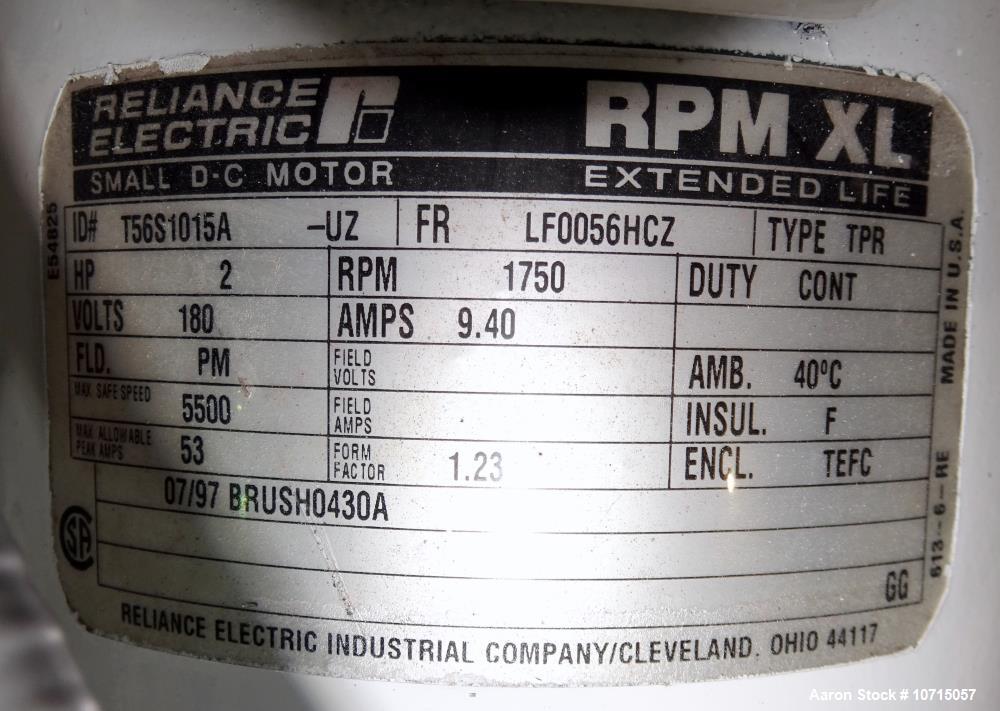 RELIANCE
ELECTRIC
RPM XL
SMALL D-C MOTOR
EXTENDED LIFE
ID# T56S1015A -UZ FR LF0056HCZ TYPE TPR
HP 2 RPM 1750 DUTY CONT
VOLTS 180 AMPS 9.40
FLD. PM FIELD VOLTS AMB. 40°C
MAX SAFE SPEED 5500 FIELD AMPS INSUL. F
MAX ALLOWABLE PEAK AMPS 53 FORM FACTOR 1.23 ENCL. TEFC
07/97 BRUSH0430A
GG
RELIANCE ELECTRIC INDUSTRIAL COMPANY/CLEVELAND, OHIO 44117
E54825
SA
613--6-RE MADE IN U.S.A.
Aaron Stock # 10715057